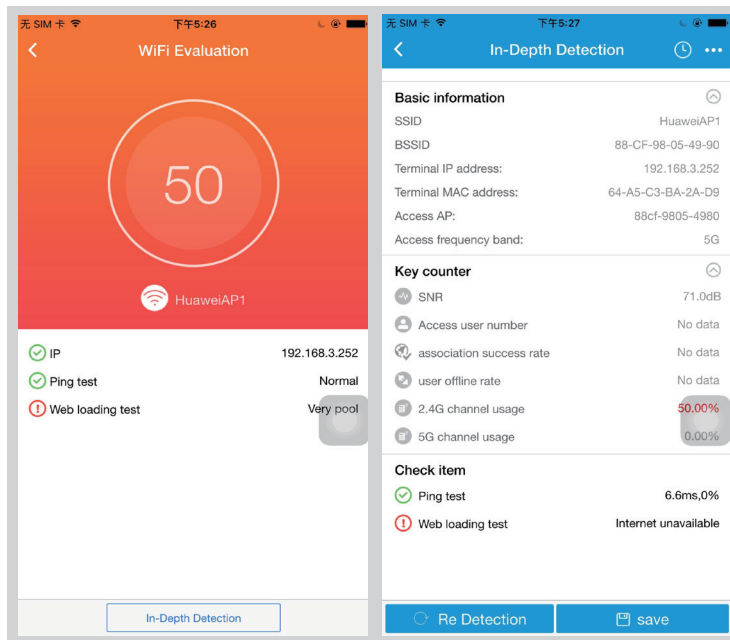 无 SIM 卡 下午5:26
WiFi Evaluation
50
HuaweiAP1
IP 192.168.3.252
Ping test Normal
Web loading test Very pool
In-Depth Detection
无 SIM 卡 下午5:27
In-Depth Detection
Basic information
SSID HuaweiAP1
BSSID 88-CF-98-05-49-90
Terminal IP address: 192.168.3.252
Terminal MAC address: 64-A5-C3-BA-2A-D9
Access AP: 88cf-9805-4980
Access frequency band: 5G
Key counter
SNR 71.0dB
Access user number No data
association success rate No data
user offline rate No data
2.4G channel usage 50.00%
5G channel usage 0.00%
Check item
Ping test 6.6ms,0%
Web loading test Internet unavailable
Re Detection save